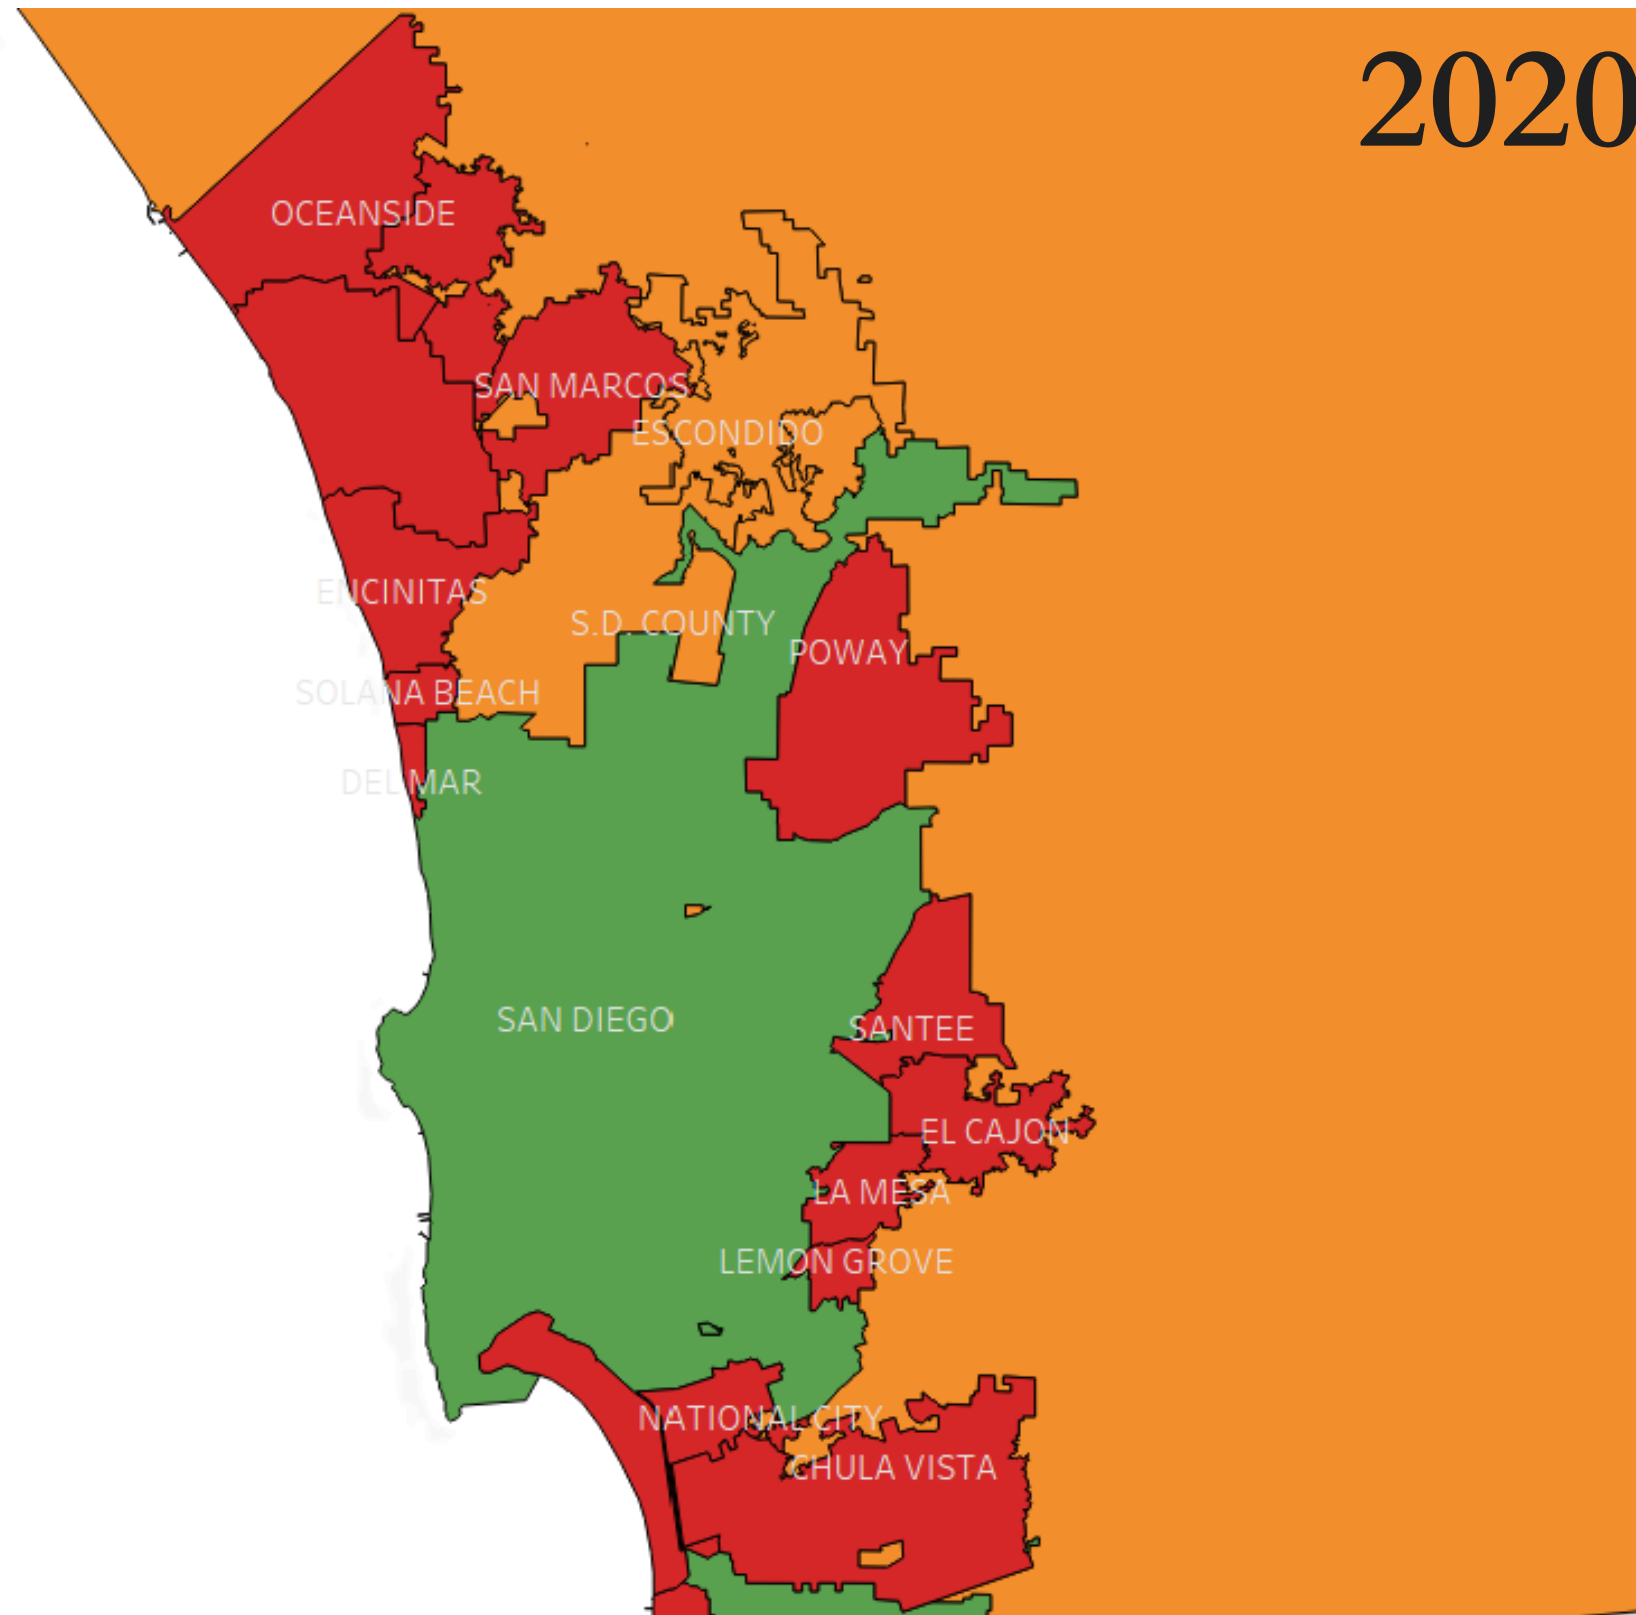 2020
OCEANSIDE
SAN MARCOS
ESCONDIDO
ENCINITAS
S.D. COUNTY
POWAY
SOLANA BEACH
DEL MAR
SAN DIEGO
SANTEE
EL CAJON
LA MESA
LEMON GROVE
NATIONAL CITY
CHULA VISTA